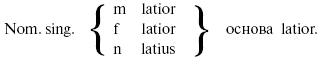 m latior
Nom. sing. { f latior } основа latior.
n latius